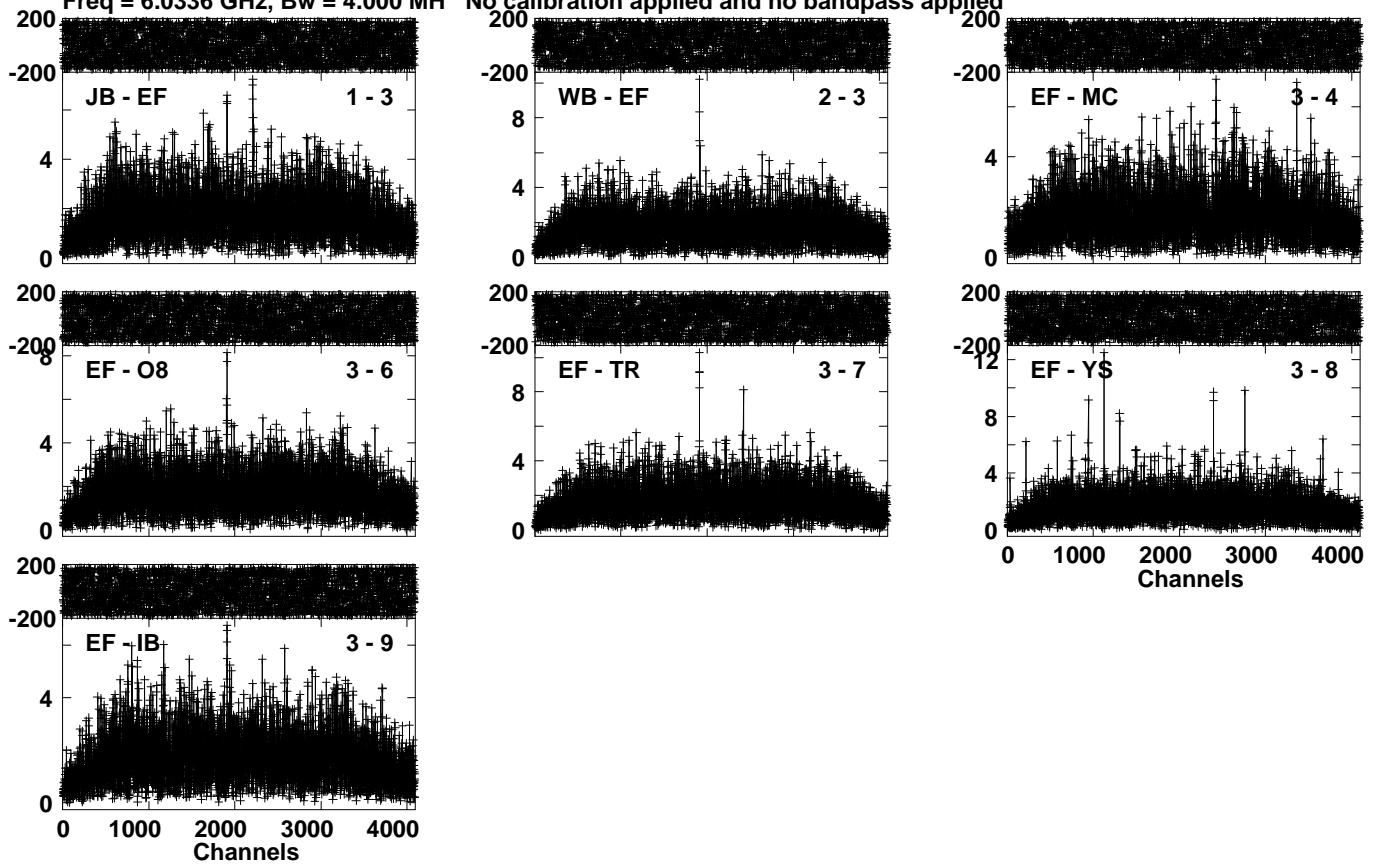 Freq = 6.0336 GHz, Bw = 4.000 MH No calibration applied and no bandpass applied
200 200 200
-200 -200 -200
JB - EF 1 - 3 WB - EF 2 - 3 EF - MC 3 - 4
8
4 4 4
0 0 0
200 200 200
-200 -200 -200
8 12
EF - O8 3 - 6 EF - TR 3 - 7 EF - YS 3 - 8
8 8
4 4 4
0 0 0
0 1000 2000 3000 4000
Channels
200
-200
EF - IB 3 - 9
4
0
0 1000 2000 3000 4000
Channels